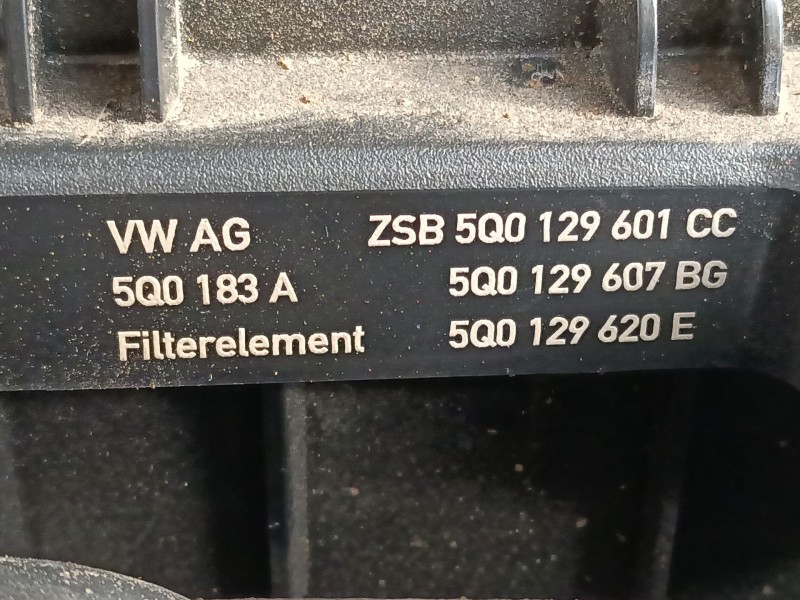 VW AG ZSB 5Q0 129 601 CC
5Q0 183 A 5Q0 129 607 BG
Filterelement 5Q0 129 620 E